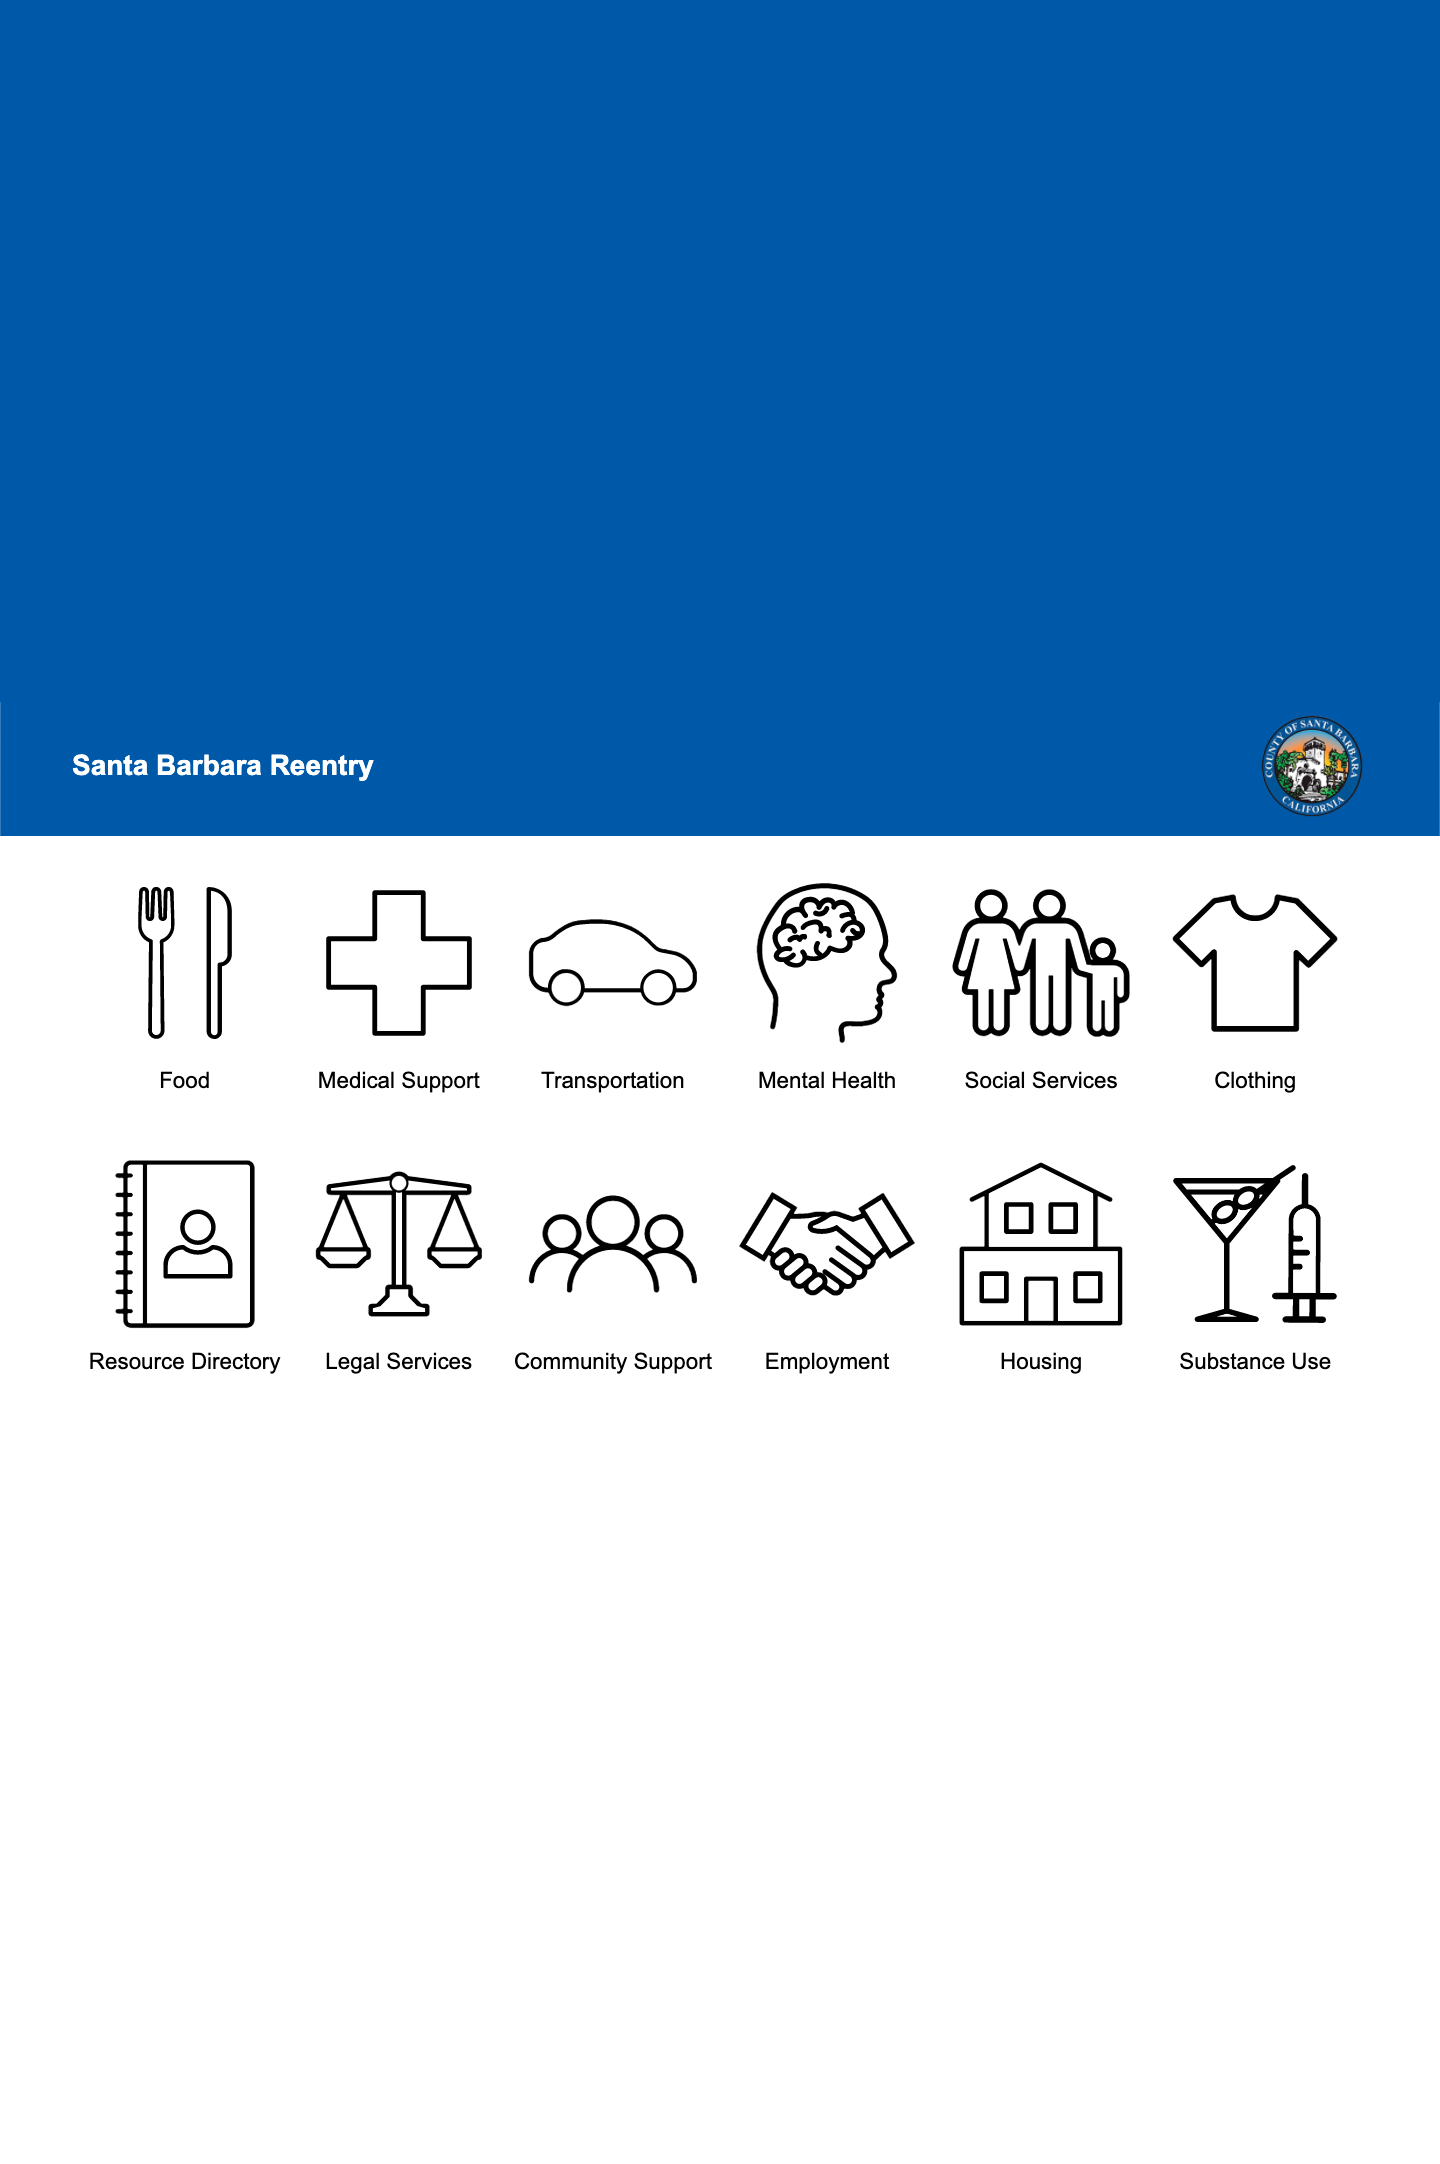 Santa Barbara Reentry
COUNTY OF SANTA BARBARA
CALIFORNIA
Food
Medical Support
Transportation
Mental Health
Social Services
Clothing
Resource Directory
Legal Services
Community Support
Employment
Housing
Substance Use